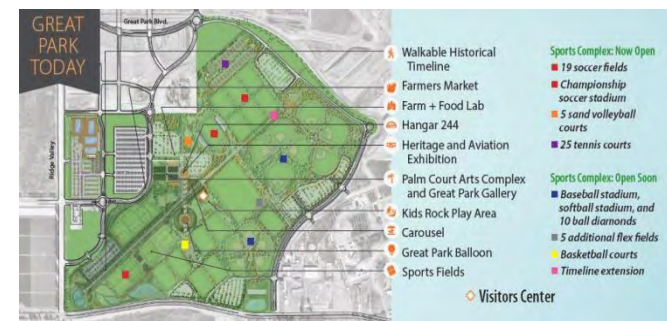 GREAT
PARK
TODAY
Great Park Blvd.
Ridge Valley
Walkable Historical
Timeline
Farmers Market
Farm + Food Lab
Hangar 244
Heritage and Aviation
Exhibition
Palm Court Arts Complex
and Great Park Gallery
Kids Rock Play Area
Carousel
Great Park Balloon
Sports Fields
Visitors Center
Sports Complex: Now Open
19 soccer fields
Championship
soccer stadium
5 sand volleyball
courts
25 tennis courts
Sports Complex: Open Soon
Baseball stadium,
softball stadium, and
10 ball diamonds
5 additional flex fields
Basketball courts
Timeline extension